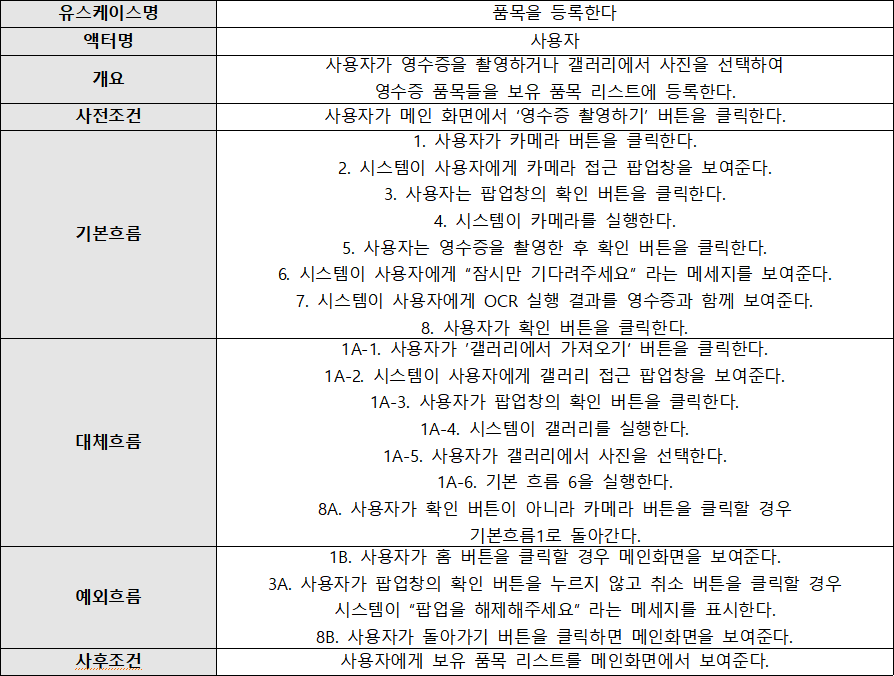 유스케이스명 품목을 등록한다
액터명 사용자
개요 사용자가 영수증을 촬영하거나 갤러리에서 사진을 선택하여
영수증 품목들을 보유 품목 리스트에 등록한다.
사전조건 사용자가 메인 화면에서 ‘영수증 촬영하기’ 버튼을 클릭한다.
기본흐름
1. 사용자가 카메라 버튼을 클릭한다.
2. 시스템이 사용자에게 카메라 접근 팝업창을 보여준다.
3. 사용자는 팝업창의 확인 버튼을 클릭한다.
4. 시스템이 카메라를 실행한다.
5. 사용자는 영수증을 촬영한 후 확인 버튼을 클릭한다.
6. 시스템이 사용자에게 “잠시만 기다려주세요” 라는 메세지를 보여준다.
7. 시스템이 사용자에게 OCR 실행 결과를 영수증과 함께 보여준다.
8. 사용자가 확인 버튼을 클릭한다.
대체흐름
1A-1. 사용자가 ’갤러리에서 가져오기‘ 버튼을 클릭한다.
1A-2. 시스템이 사용자에게 갤러리 접근 팝업창을 보여준다.
1A-3. 사용자가 팝업창의 확인 버튼을 클릭한다.
1A-4. 시스템이 갤러리를 실행한다.
1A-5. 사용자가 갤러리에서 사진을 선택한다.
1A-6. 기본 흐름 6을 실행한다.
8A. 사용자가 확인 버튼이 아니라 카메라 버튼을 클릭할 경우
기본흐름1로 돌아간다.
예외흐름
1B. 사용자가 홈 버튼을 클릭할 경우 메인화면을 보여준다.
3A. 사용자가 팝업창의 확인 버튼을 누르지 않고 취소 버튼을 클릭할 경우
시스템이 “팝업을 해제해주세요” 라는 메세지를 표시한다.
8B. 사용자가 돌아가기 버튼을 클릭하면 메인화면을 보여준다.
사후조건 사용자에게 보유 품목 리스트를 메인화면에서 보여준다.